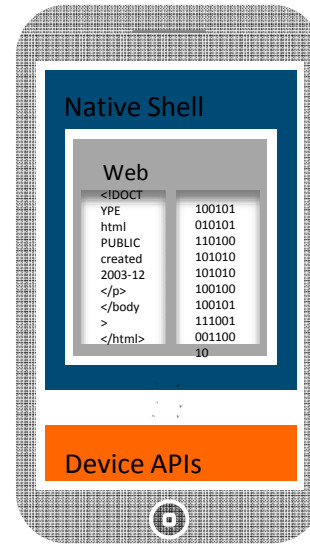 Native Shell
Web
<!DOCT
YPE
html
PUBLIC
created
2003-12
</p>
</body
>
</html>
100101
010101
110100
101010
101010
100100
100101
111001
001100
10
Device APIs